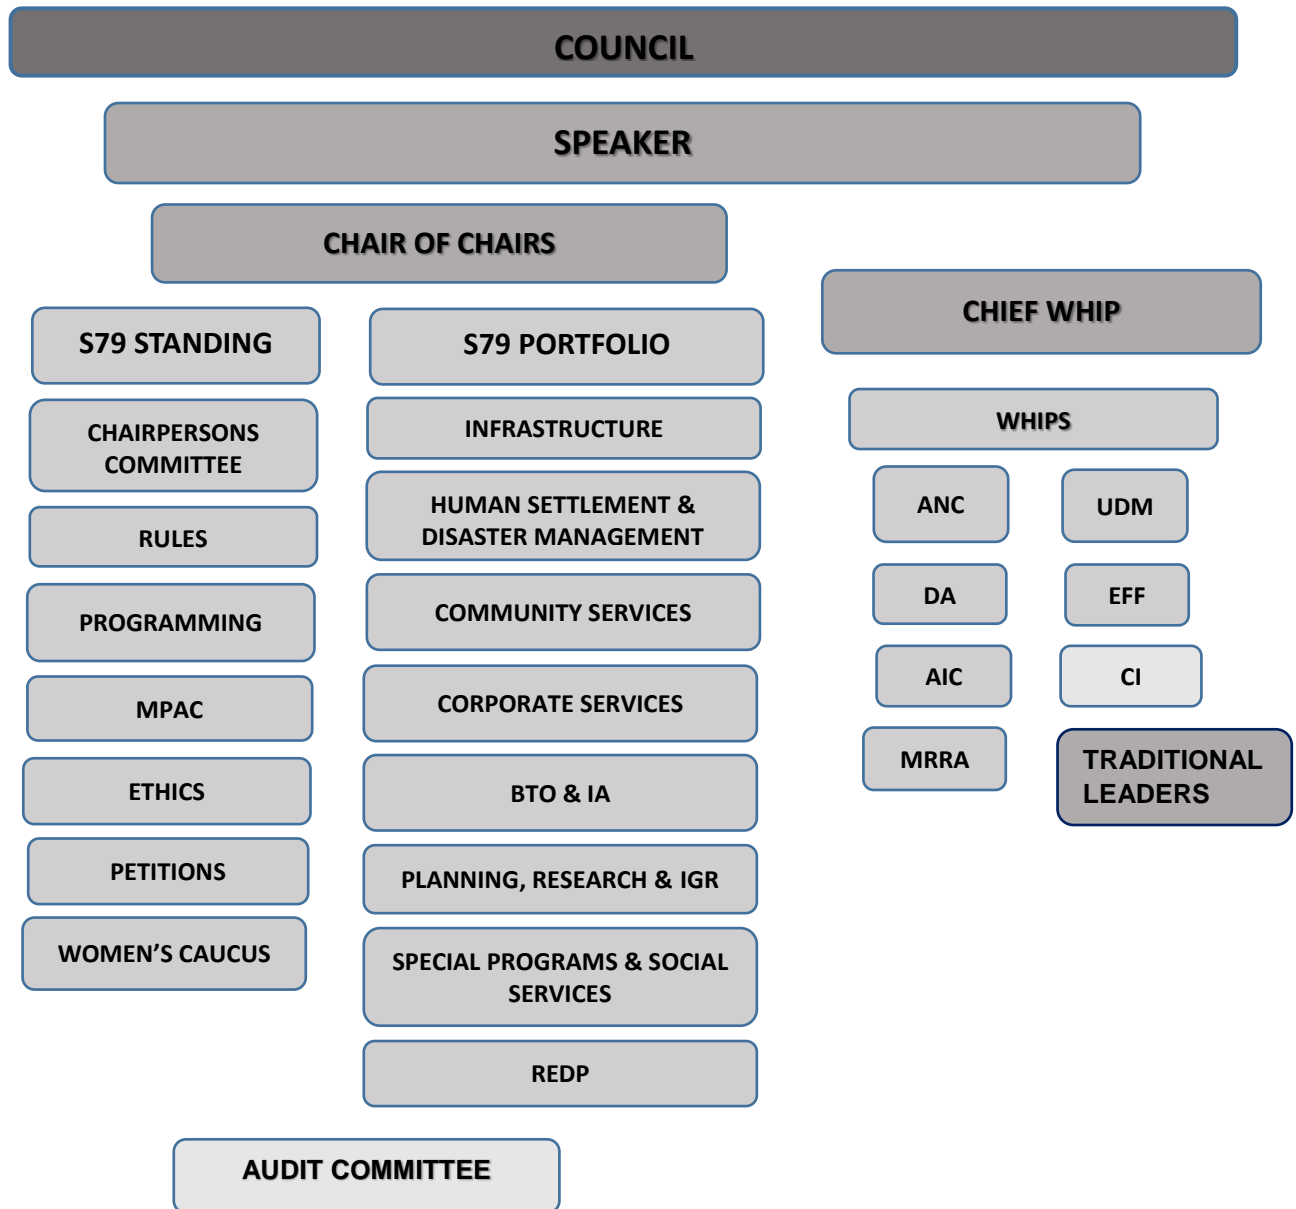 COUNCIL
SPEAKER
CHAIR OF CHAIRS
CHIEF WHIP
S79 STANDING
CHAIRPERSONS
COMMITTEE
RULES
PROGRAMMING
MPAC
ETHICS
PETITIONS
WOMEN’S CAUCUS
S79 PORTFOLIO
INFRASTRUCTURE
HUMAN SETTLEMENT &
DISASTER MANAGEMENT
COMMUNITY SERVICES
CORPORATE SERVICES
BTO & IA
PLANNING, RESEARCH & IGR
SPECIAL PROGRAMS & SOCIAL
SERVICES
REDP
WHIPS
ANC
UDM
DA
EFF
AIC
CI
MRRA
TRADITIONAL
LEADERS
AUDIT COMMITTEE